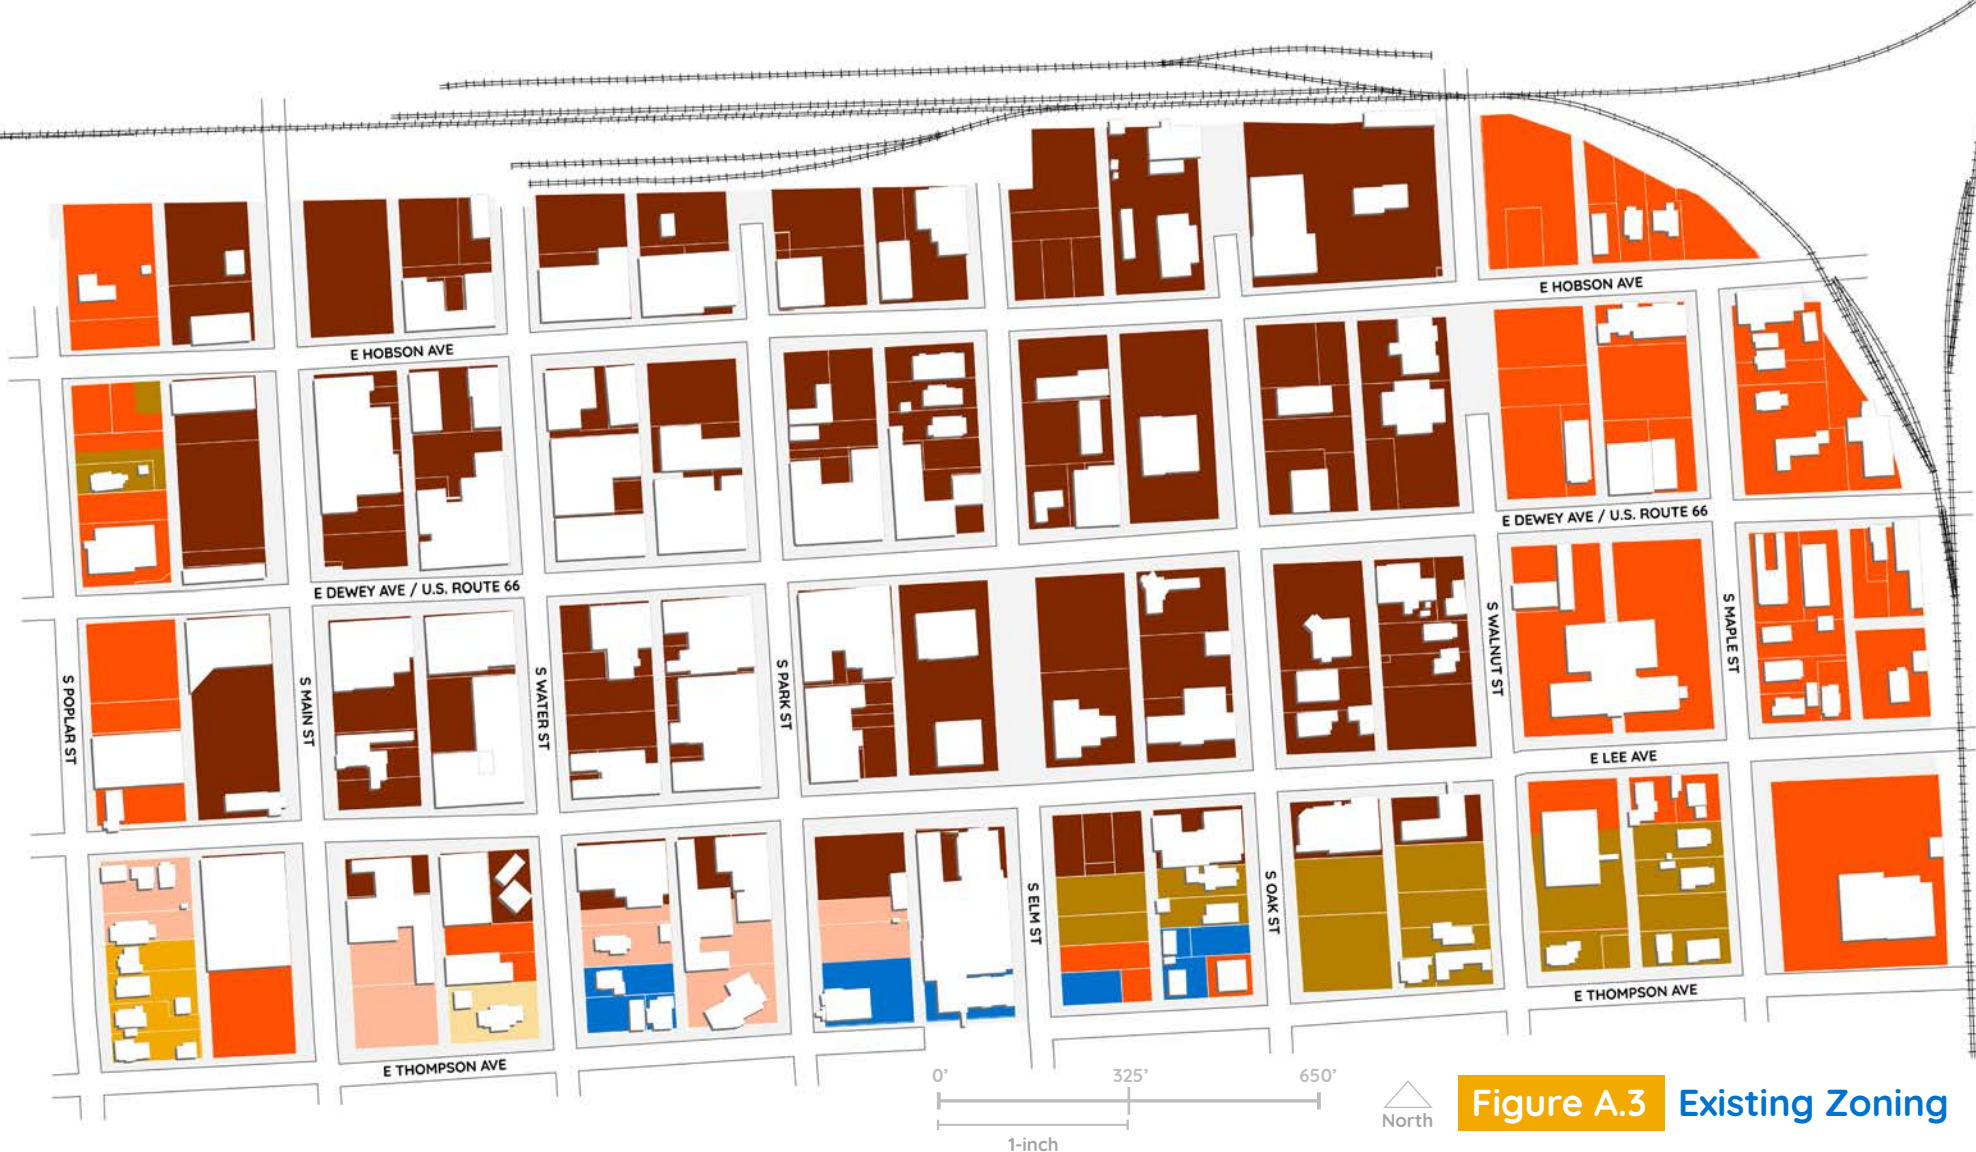 E HOBSON AVE
E HOBSON AVE
E DEWEY AVE / U.S. ROUTE 66
E DEWEY AVE / U.S. ROUTE 66
S POPLAR ST
S MAIN ST
S WATER ST
S PARK ST
S WALNUT ST
S MAPLE ST
E LEE AVE
S ELM ST
S OAK ST
E THOMPSON AVE
E THOMPSON AVE
0' 325' 650'
1-inch
North
Figure A.3 Existing Zoning